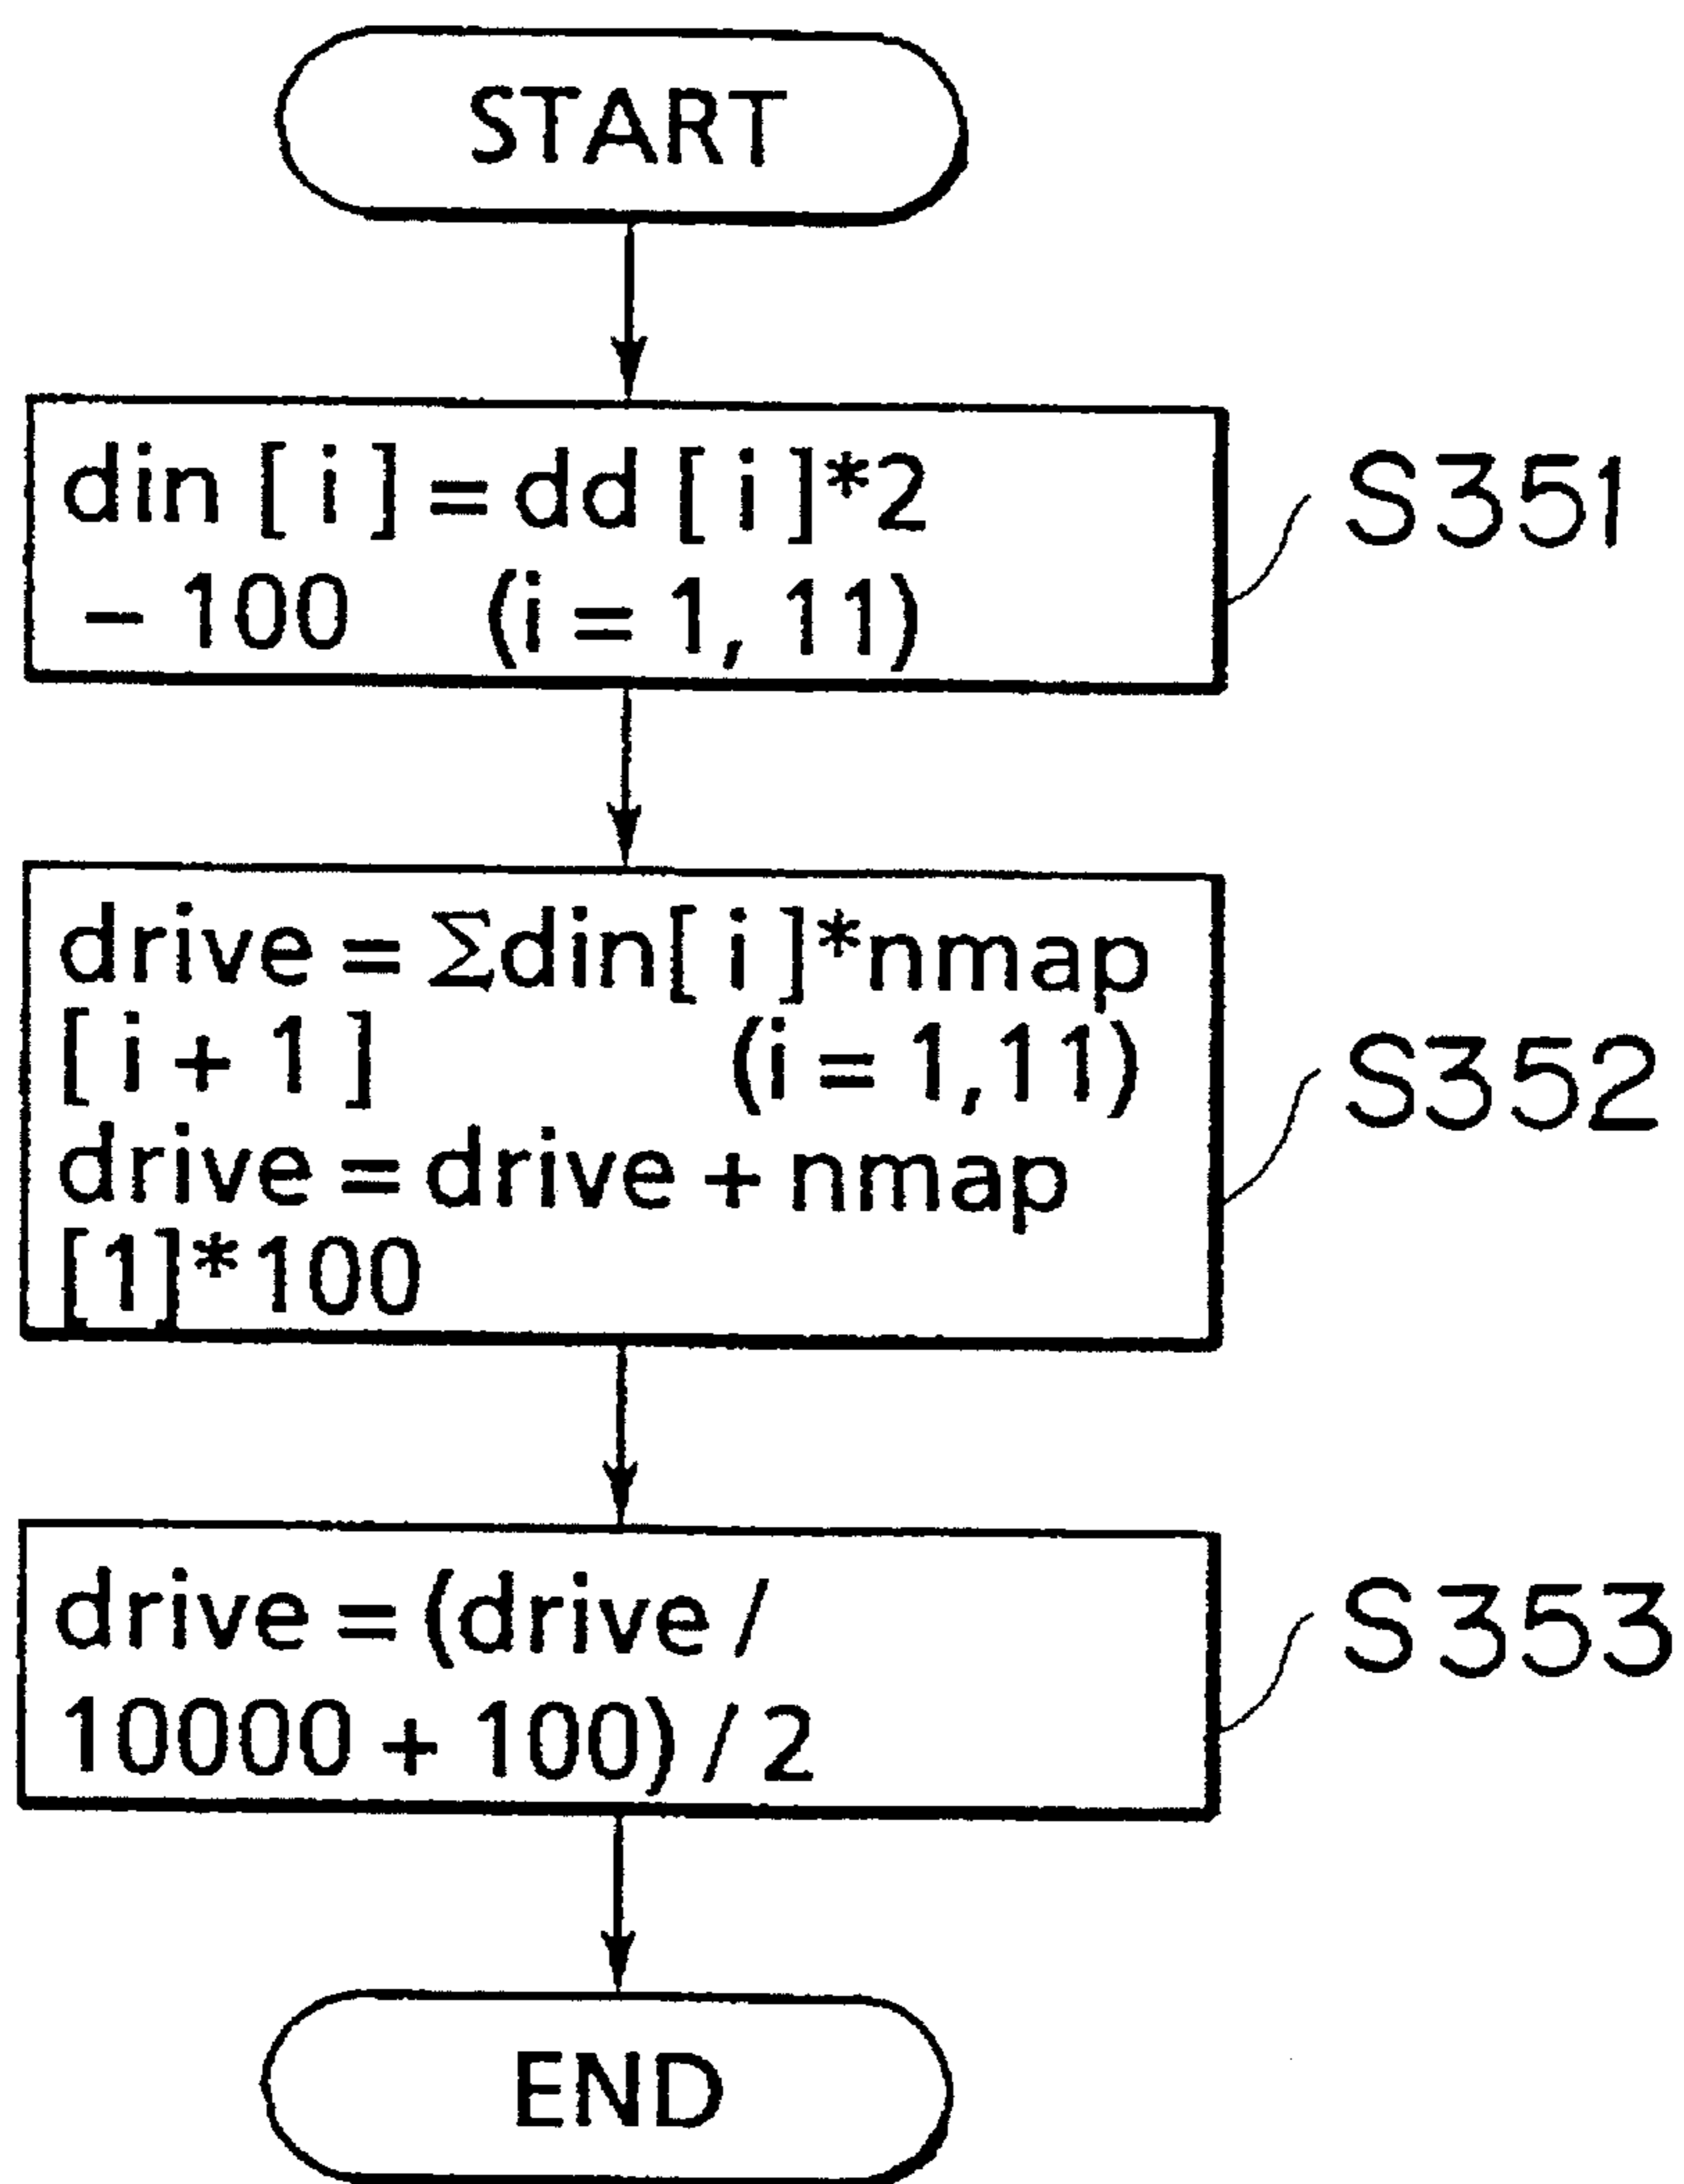 START
din [ i ] = dd [ i ]*2
- 100 (i = 1, 11)
S351
drive = Σdin[ i ]*nmap
[ i + 1 ] (i = 1,11)
drive = drive + nmap
[1]*100
S352
drive = (drive /
10000 + 100) / 2
S353
END